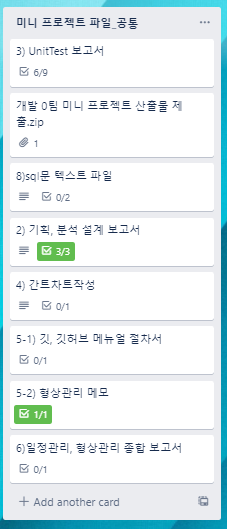 미니 프로젝트 파일_공통
3) UnitTest 보고서
6/9
개발 0팀 미니 프로젝트 산출물 제
출.zip
1
8)sql문 텍스트 파일
0/2
2) 기획, 분석 설계 보고서
3/3
4) 간트차트작성
0/1
5-1) 깃, 깃허브 메뉴얼 절차서
0/1
5-2) 형상관리 메모
1/1
6)일정관리, 형상관리 종합 보고서
0/1
+ Add another card